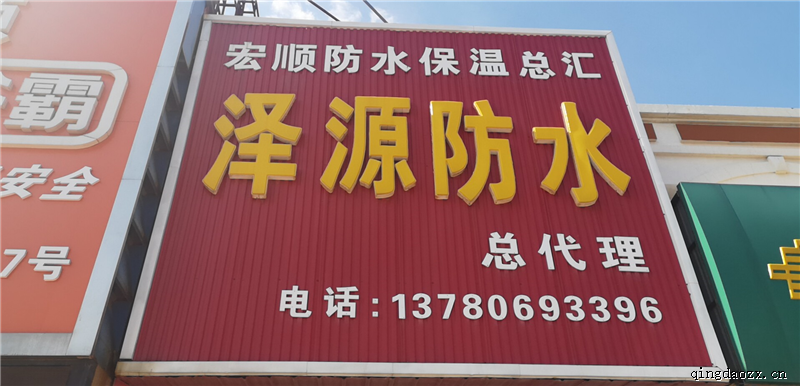 宏顺防水保温总汇
泽源防水
总代理
电话:13780693396
霸
安全
7号
qingdaozx.cn